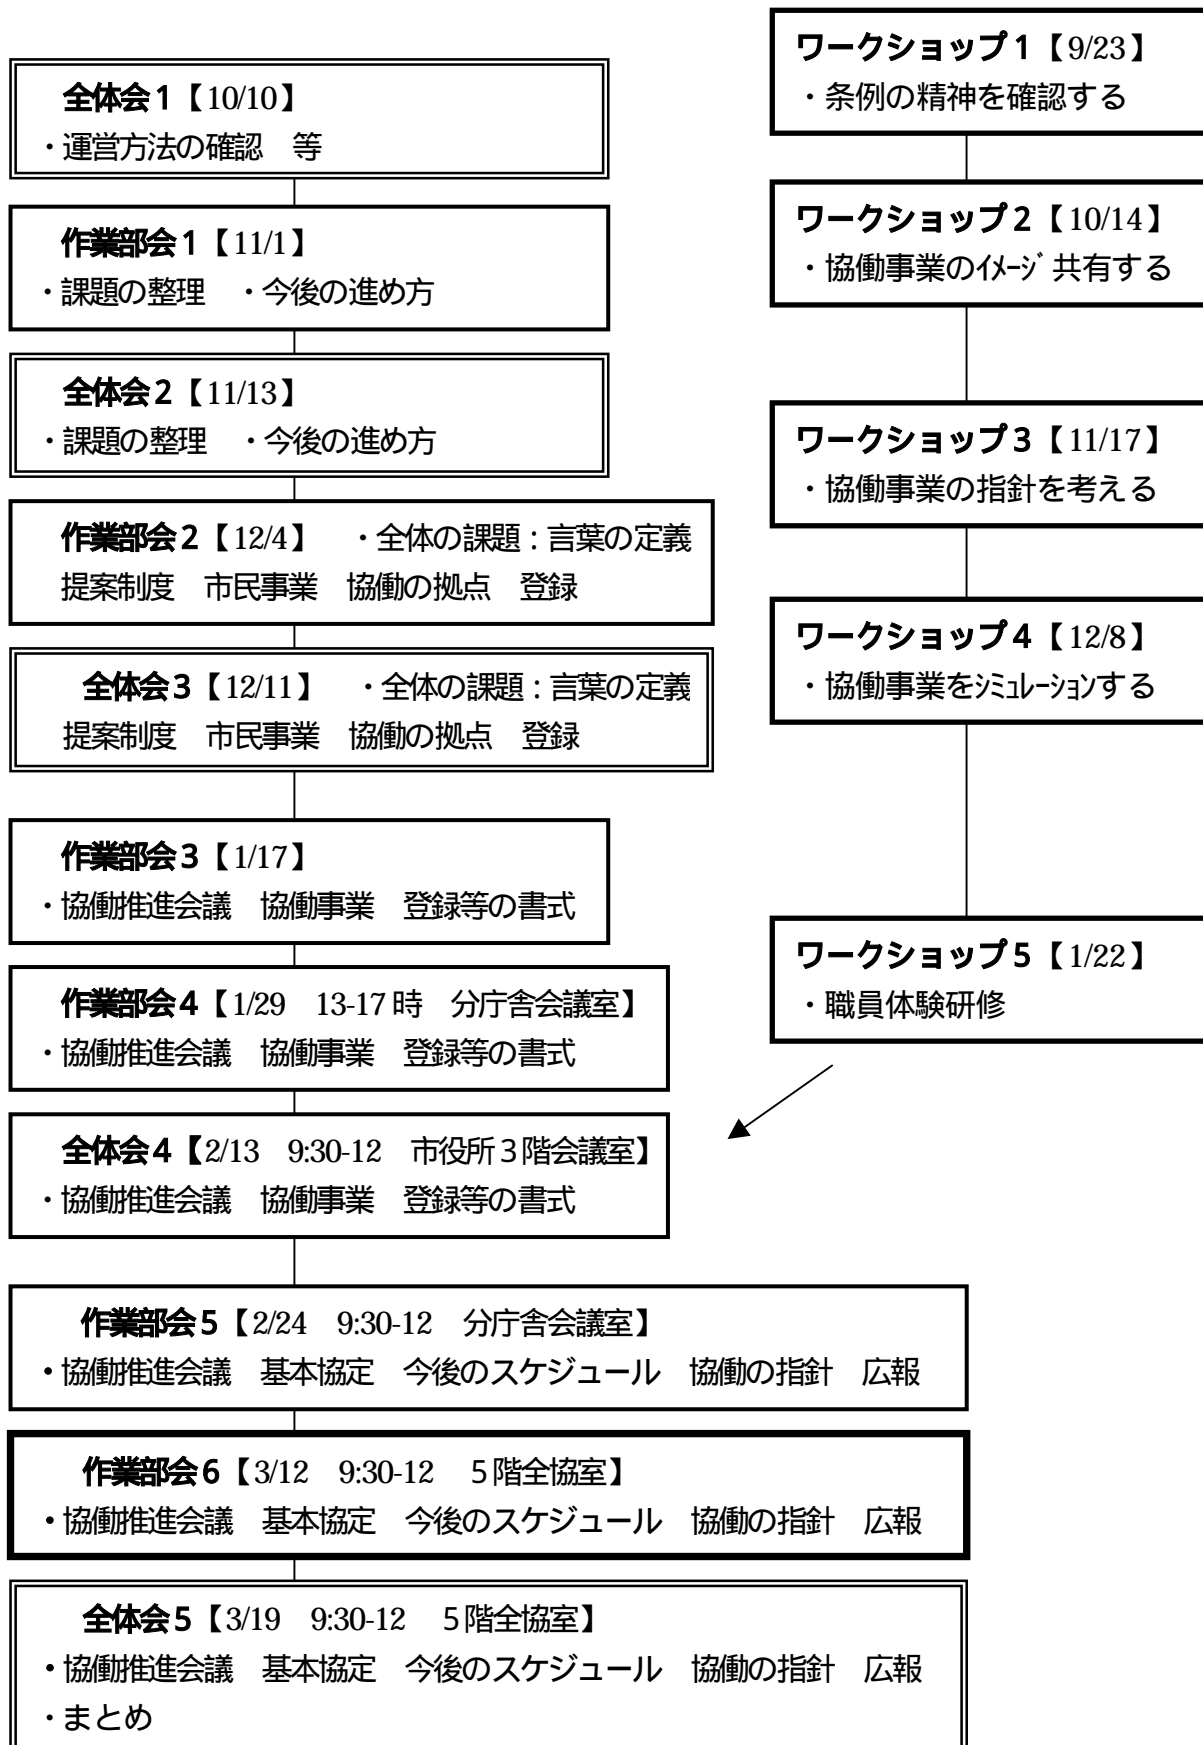 全体会1【10/10】
・運営方法の確認　等
作業部会1【11/1】
・課題の整理　・今後の進め方
全体会2【11/13】
・課題の整理　・今後の進め方
作業部会2【12/4】　・全体の課題：言葉の定義
提案制度　市民事業　協働の拠点　登録
全体会3【12/11】　・全体の課題：言葉の定義
提案制度　市民事業　協働の拠点　登録
作業部会3【1/17】
・協働推進会議　協働事業　登録等の書式
作業部会4【1/29　13-17時　分庁舎会議室】
・協働推進会議　協働事業　登録等の書式
全体会4【2/13　9:30-12　市役所3階会議室】
・協働推進会議　協働事業　登録等の書式
作業部会5【2/24　9:30-12　分庁舎会議室】
・協働推進会議　基本協定　今後のスケジュール　協働の指針　広報
作業部会6【3/12　9:30-12　5階全協室】
・協働推進会議　基本協定　今後のスケジュール　協働の指針　広報
全体会5【3/19　9:30-12　5階全協室】
・協働推進会議　基本協定　今後のスケジュール　協働の指針　広報
・まとめ
ワークショップ1【9/23】
・条例の精神を確認する
ワークショップ2【10/14】
・協働事業のｲﾒｰｼﾞ共有する
ワークショップ3【11/17】
・協働事業の指針を考える
ワークショップ4【12/8】
・協働事業をｼﾐｭﾚｰｼｮﾝする
ワークショップ5【1/22】
・職員体験研修